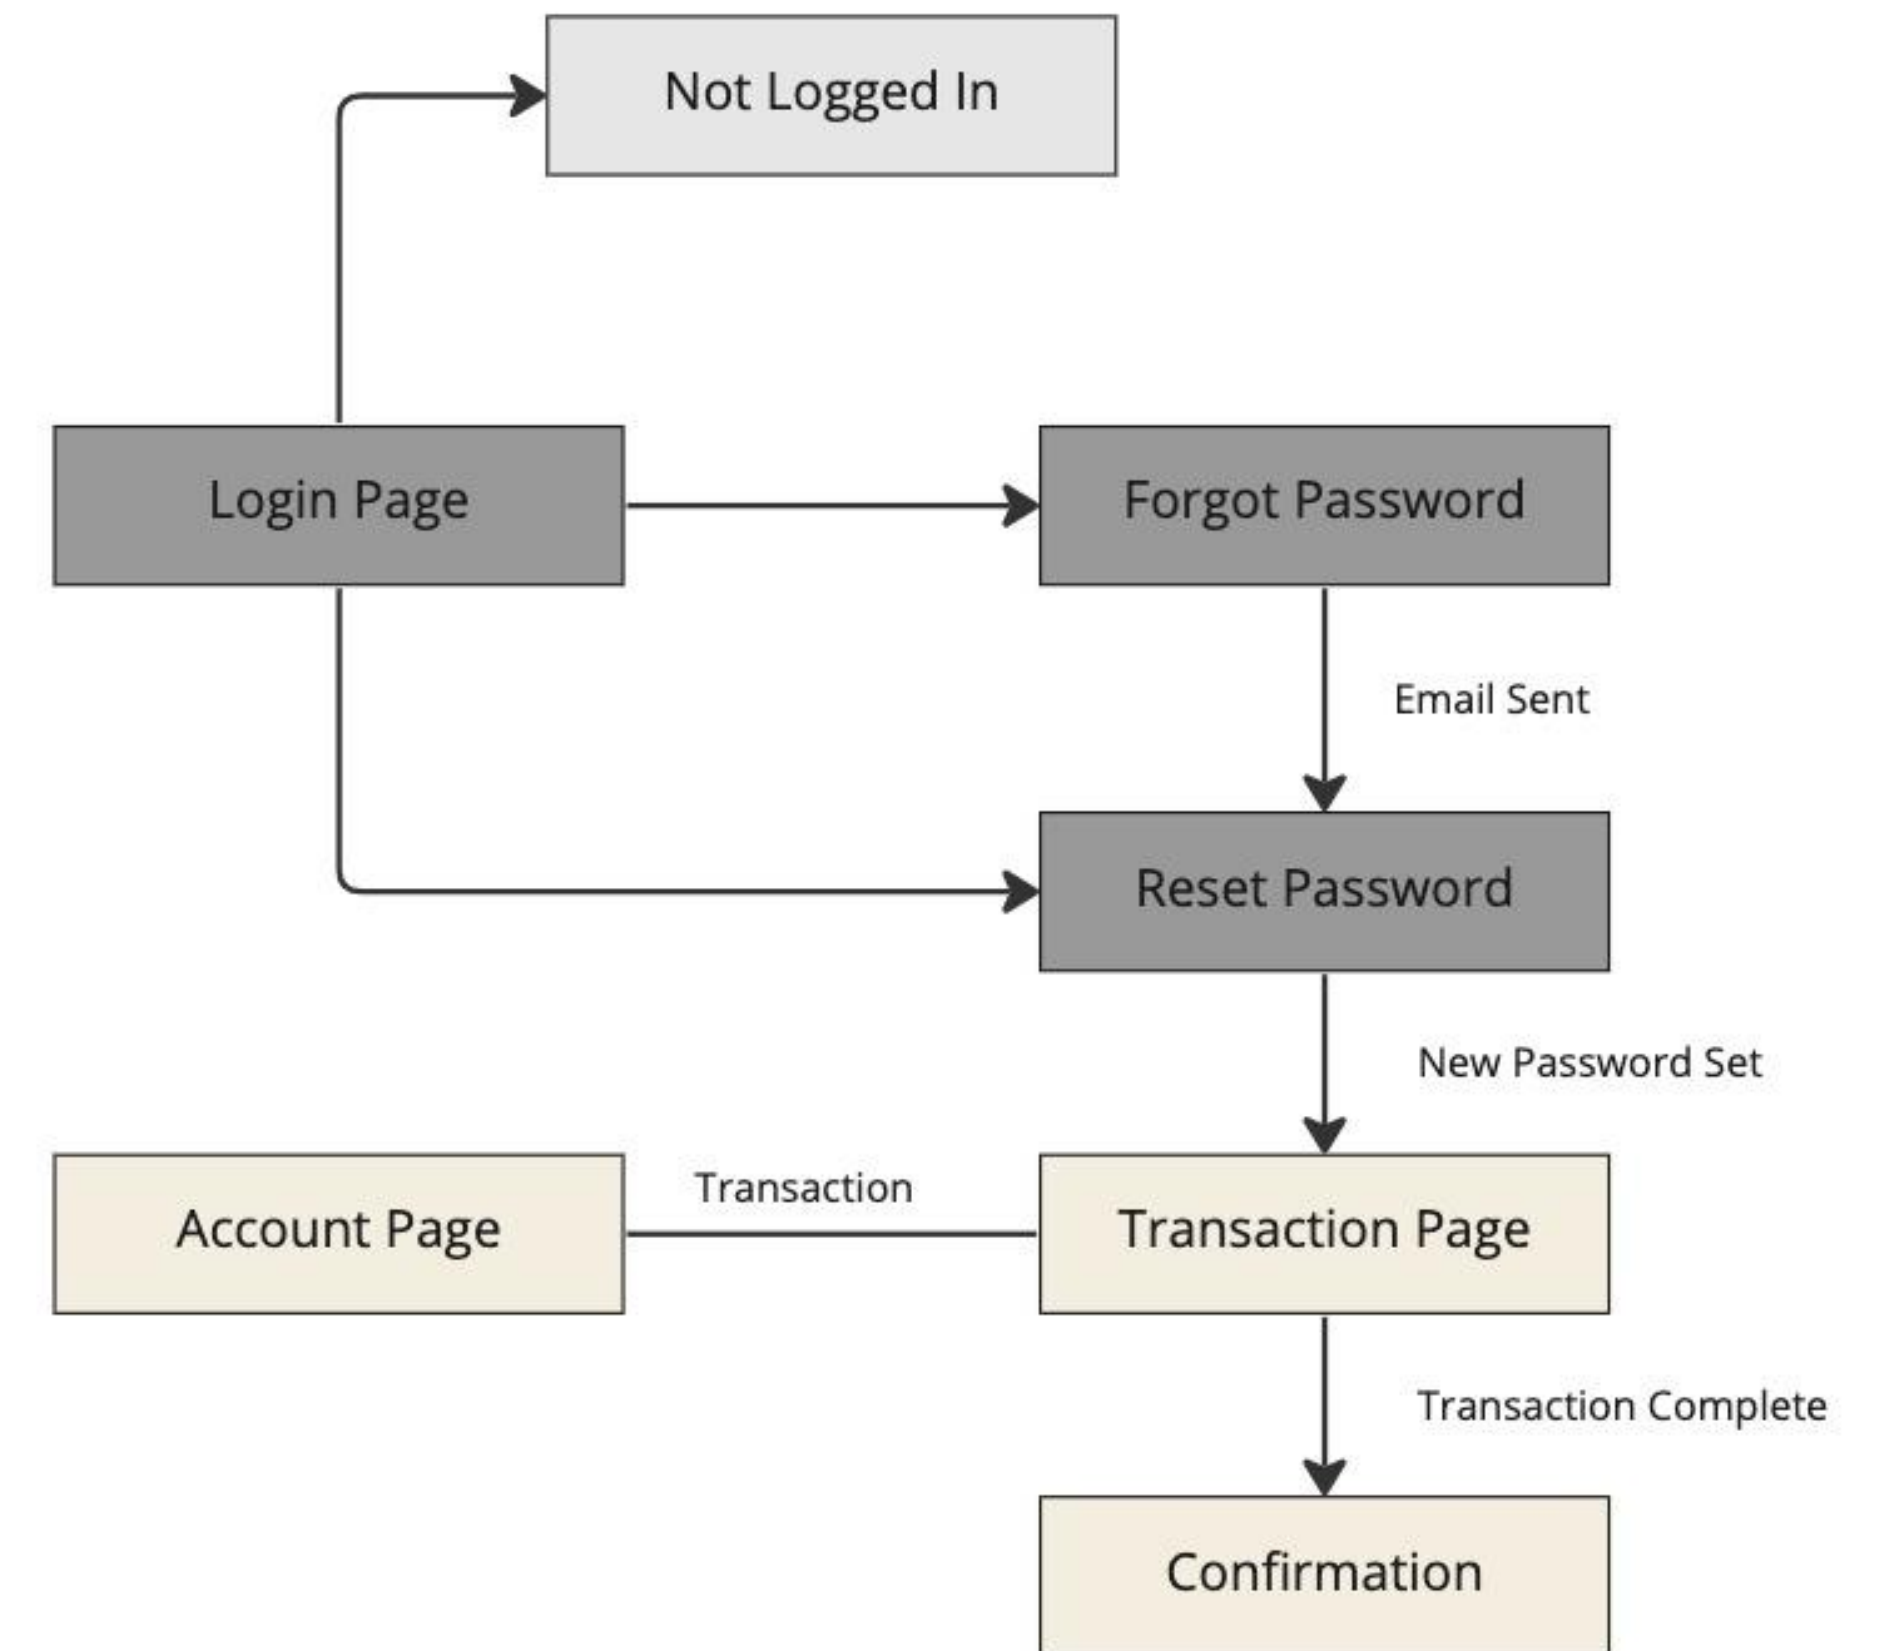 Not Logged In
Login Page
Forgot Password
Email Sent
Reset Password
New Password Set
Account Page
Transaction
Transaction Page
Transaction Complete
Confirmation